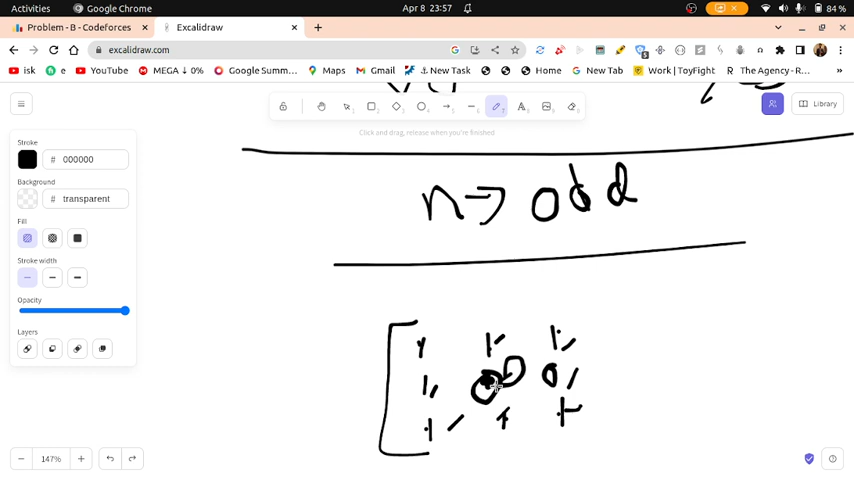 Activities Google Chrome Apr 8 23:57 84 %
Problem - B - Codeforces Excalidraw
excalidraw.com
isk e YouTube MEGA ↓ 0% Google Summ... Maps Gmail New Task Home New Tab Work | ToyFight The Agency - R...
Library
Click and drag, release when you're finished
Stroke
# 000000
Background
# transparent
Fill
Stroke width
Opacity
Layers
n → odd
147%